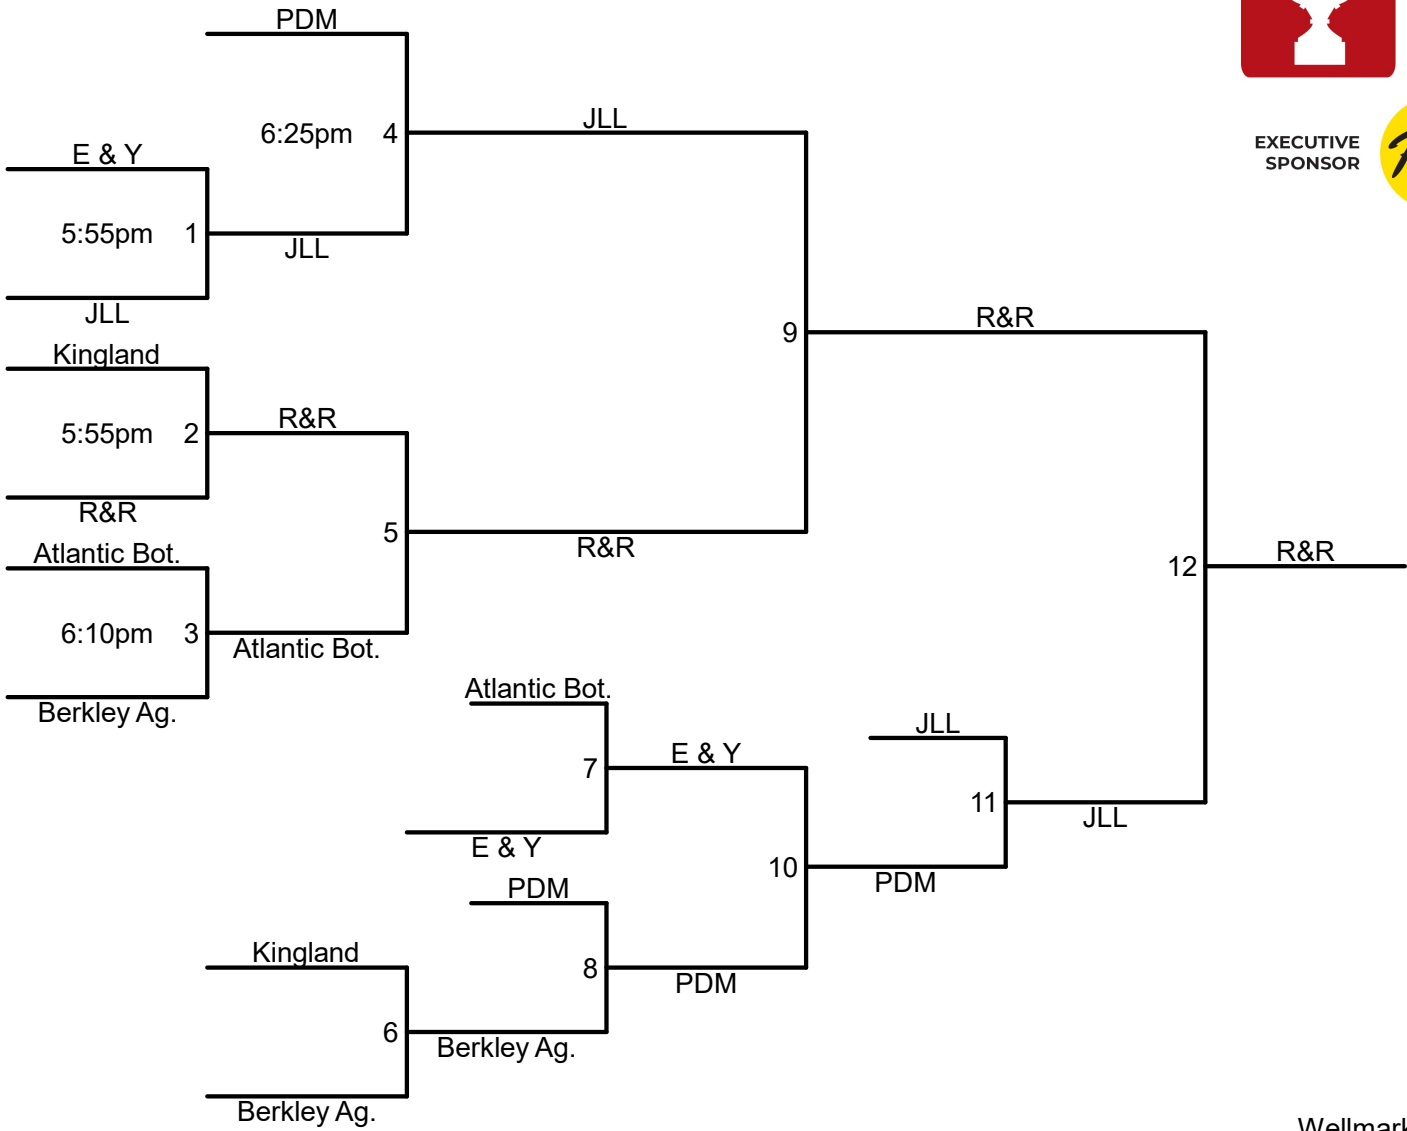 PDM
6:25pm 4
JLL
EXECUTIVE
SPONSOR
E & Y
5:55pm 1
JLL
JLL
Kingland
R&R
9
5:55pm 2
R&R
R&R
5
R&R
Atlantic Bot.
12
R&R
6:10pm 3
Atlantic Bot.
Berkley Ag.
Atlantic Bot.
JLL
7
E & Y
11
JLL
E & Y
10
PDM
PDM
Kingland
8
PDM
6
Berkley Ag.
Berkley Ag.
Wellmark